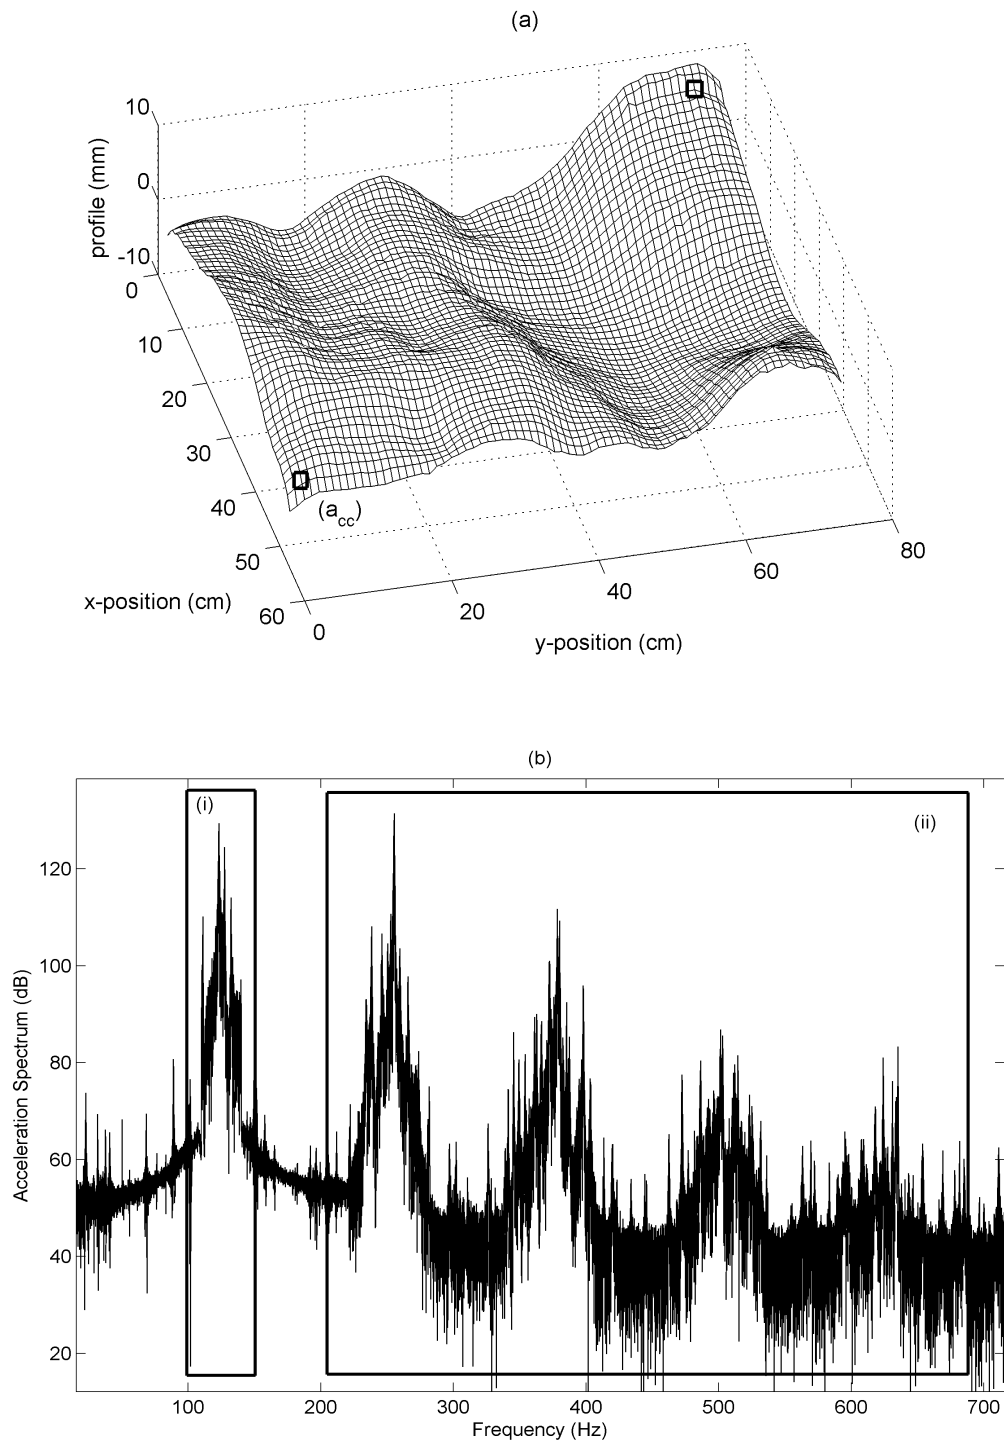 (a)
10
0
-10
profile (mm)
0
10
20
30
40
50
60
x-position (cm)
(a_cc)
0
20
40
60
80
y-position (cm)
(b)
(i)
(ii)
120
100
80
60
40
20
Acceleration Spectrum (dB)
100 200 300 400 500 600 700
Frequency (Hz)